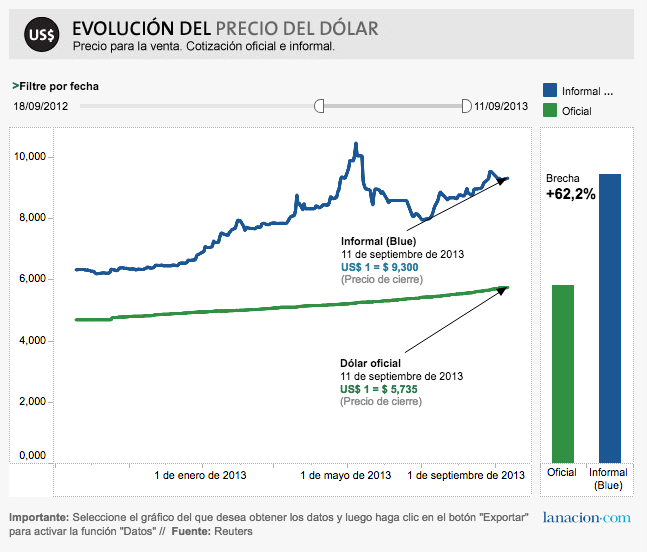 US$
EVOLUCIÓN DEL PRECIO DEL DÓLAR
Precio para la venta. Cotización oficial e informal.
>Filtre por fecha
18/09/2012
11/09/2013
Informal ...
Oficial
10,000
8,000
6,000
4,000
2,000
0,000
Informal (Blue)
11 de septiembre de 2013
US$ 1 = $ 9,300
(Precio de cierre)
Dólar oficial
11 de septiembre de 2013
US$ 1 = $ 5,735
(Precio de cierre)
1 de enero de 2013
1 de mayo de 2013
1 de septiembre de 2013
Brecha
+62,2%
Oficial
Informal
(Blue)
Importante: Seleccione el gráfico del que desea obtener los datos y luego haga clic en el botón "Exportar"
para activar la función "Datos" // Fuente: Reuters
lanacion.com